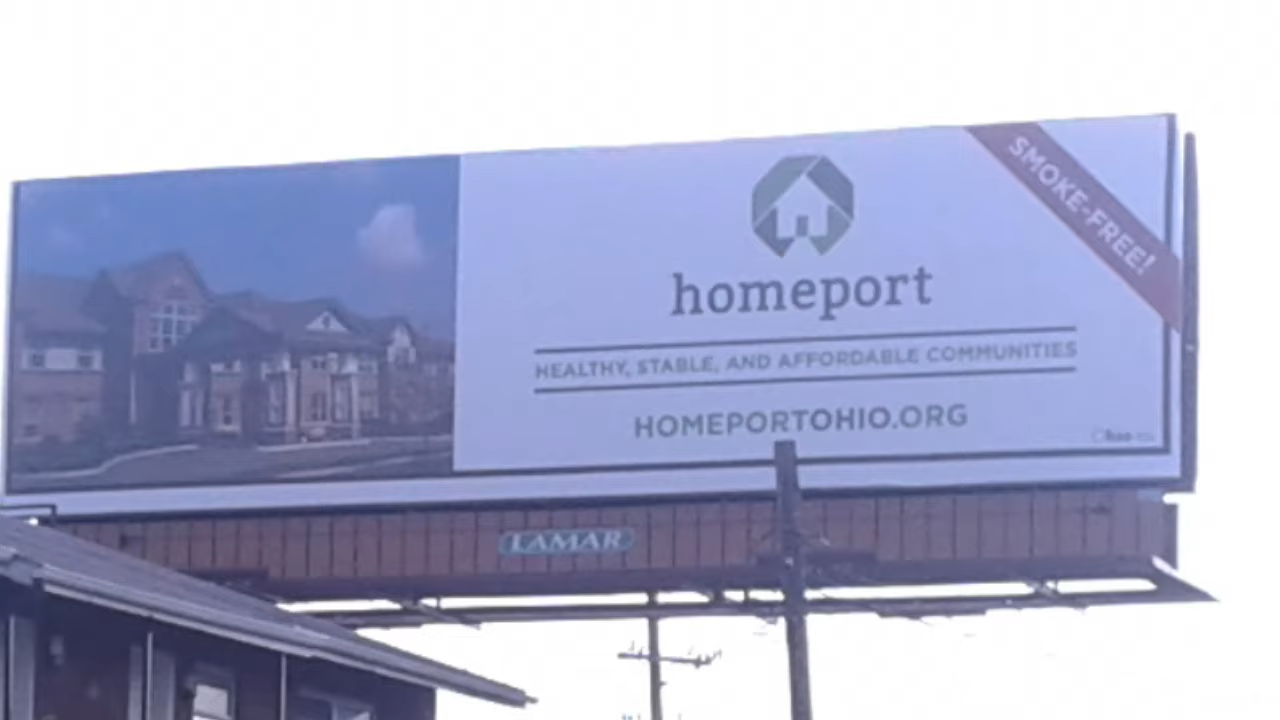 SMOKE-FREE!
homeport
HEALTHY, STABLE, AND AFFORDABLE COMMUNITIES
HOMEPORTOHIO.ORG
LAMAR